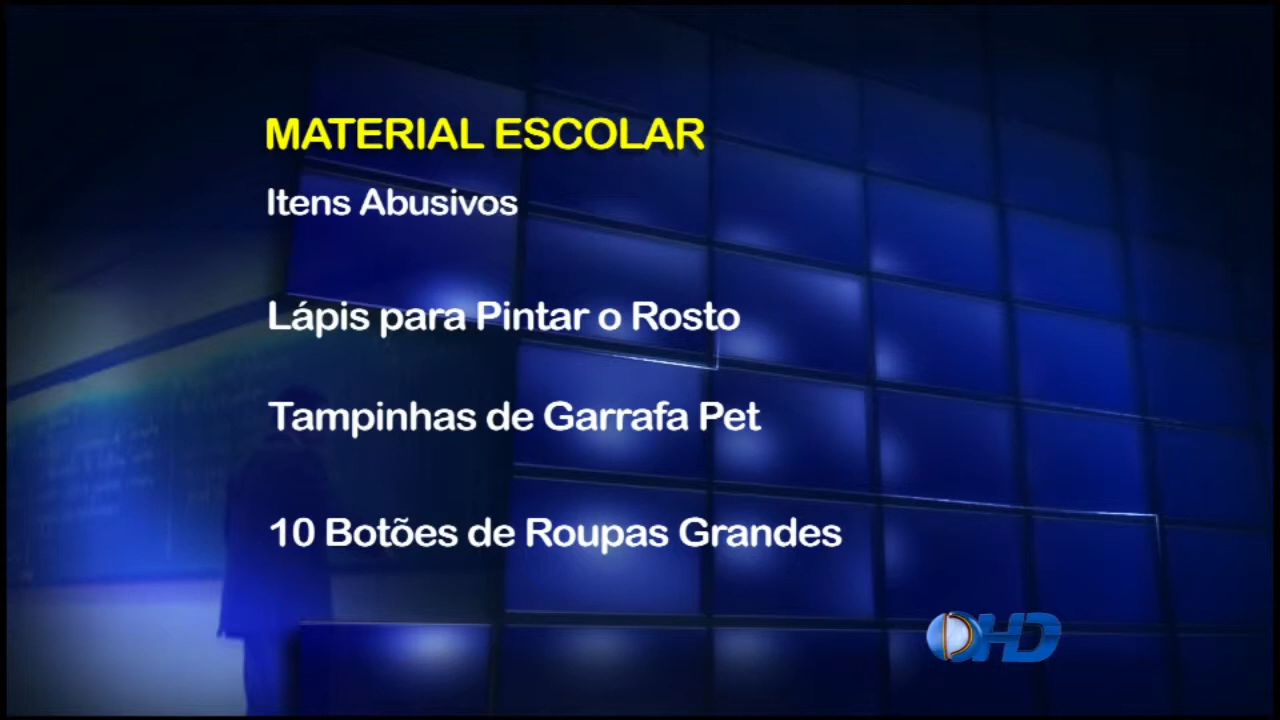 MATERIAL ESCOLAR
Itens Abusivos
Lápis para Pintar o Rosto
Tampinhas de Garrafa Pet
10 Botões de Roupas Grandes
HD